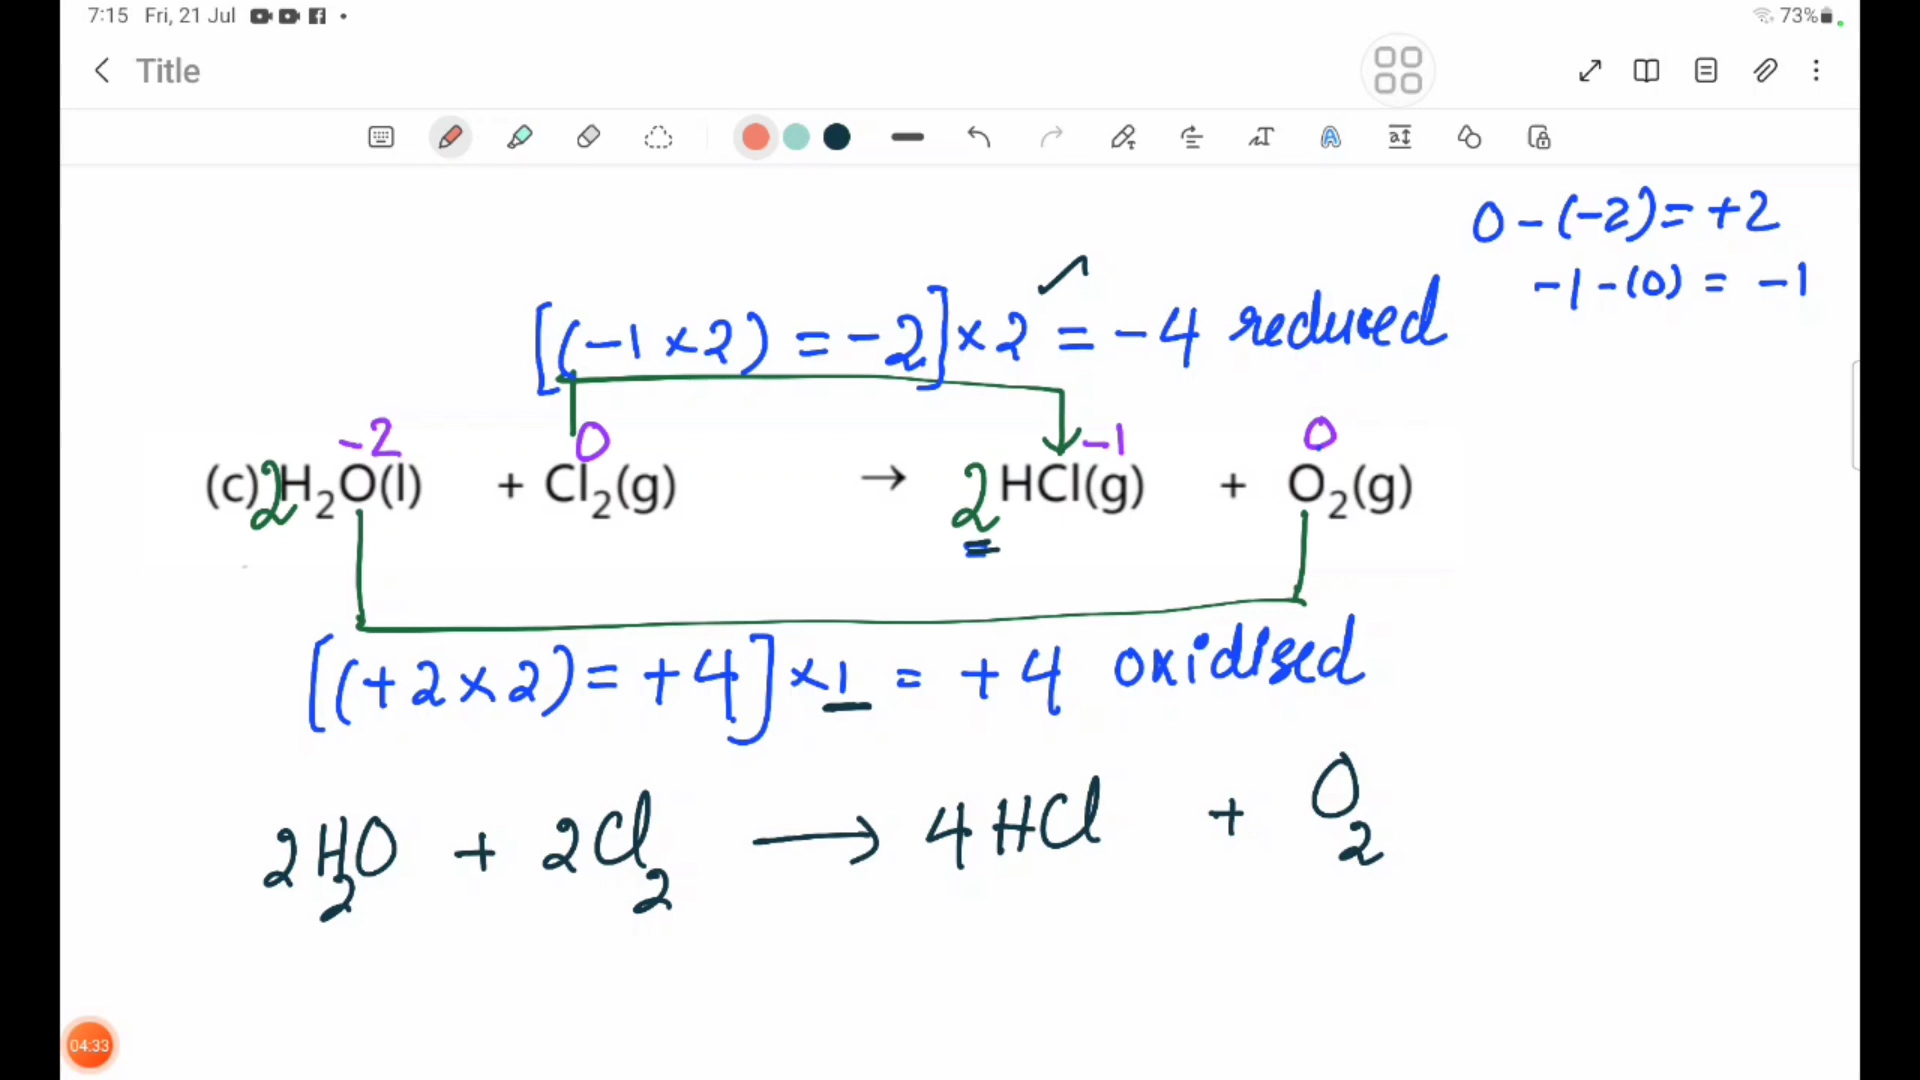 7:15 Fri, 21 Jul 73%
Title
0 - (-2) = +2
-1 - (0) = -1
[(-1 × 2) = -2] × 2 = -4 reduced
-2 0 -1 0
(c) 2H₂O(l) + Cl₂(g) → 2 HCl(g) + O₂(g)
[(+2 × 2) = +4] × 1 = +4 oxidised
2H₂O + 2Cl₂ → 4HCl + O₂
04:33